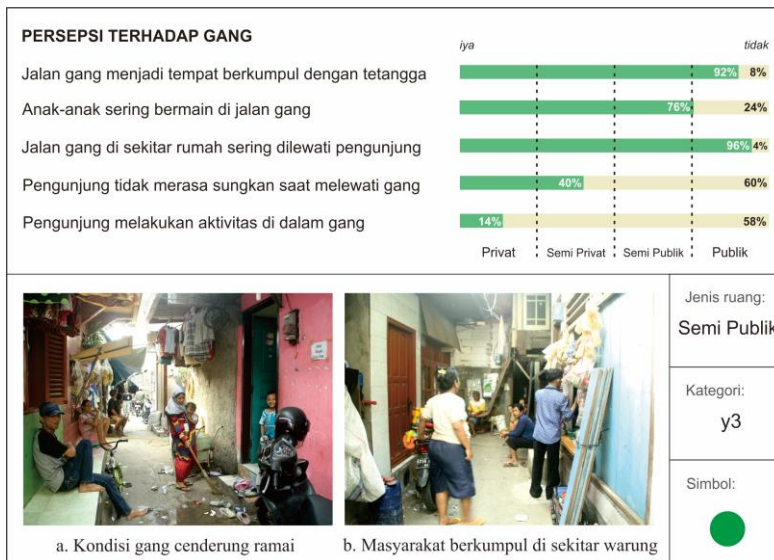 PERSEPSI TERHADAP GANG
iya tidak
Jalan gang menjadi tempat berkumpul dengan tetangga 92% 8%
Anak-anak sering bermain di jalan gang 76% 24%
Jalan gang di sekitar rumah sering dilewati pengunjung 96% 4%
Pengunjung tidak merasa sungkan saat melewati gang 40% 60%
Pengunjung melakukan aktivitas di dalam gang 14% 58%
Privat Semi Privat Semi Publik Publik
a. Kondisi gang cenderung ramai
b. Masyarakat berkumpul di sekitar warung
Jenis ruang:
Semi Publik
Kategori:
y3
Simbol: